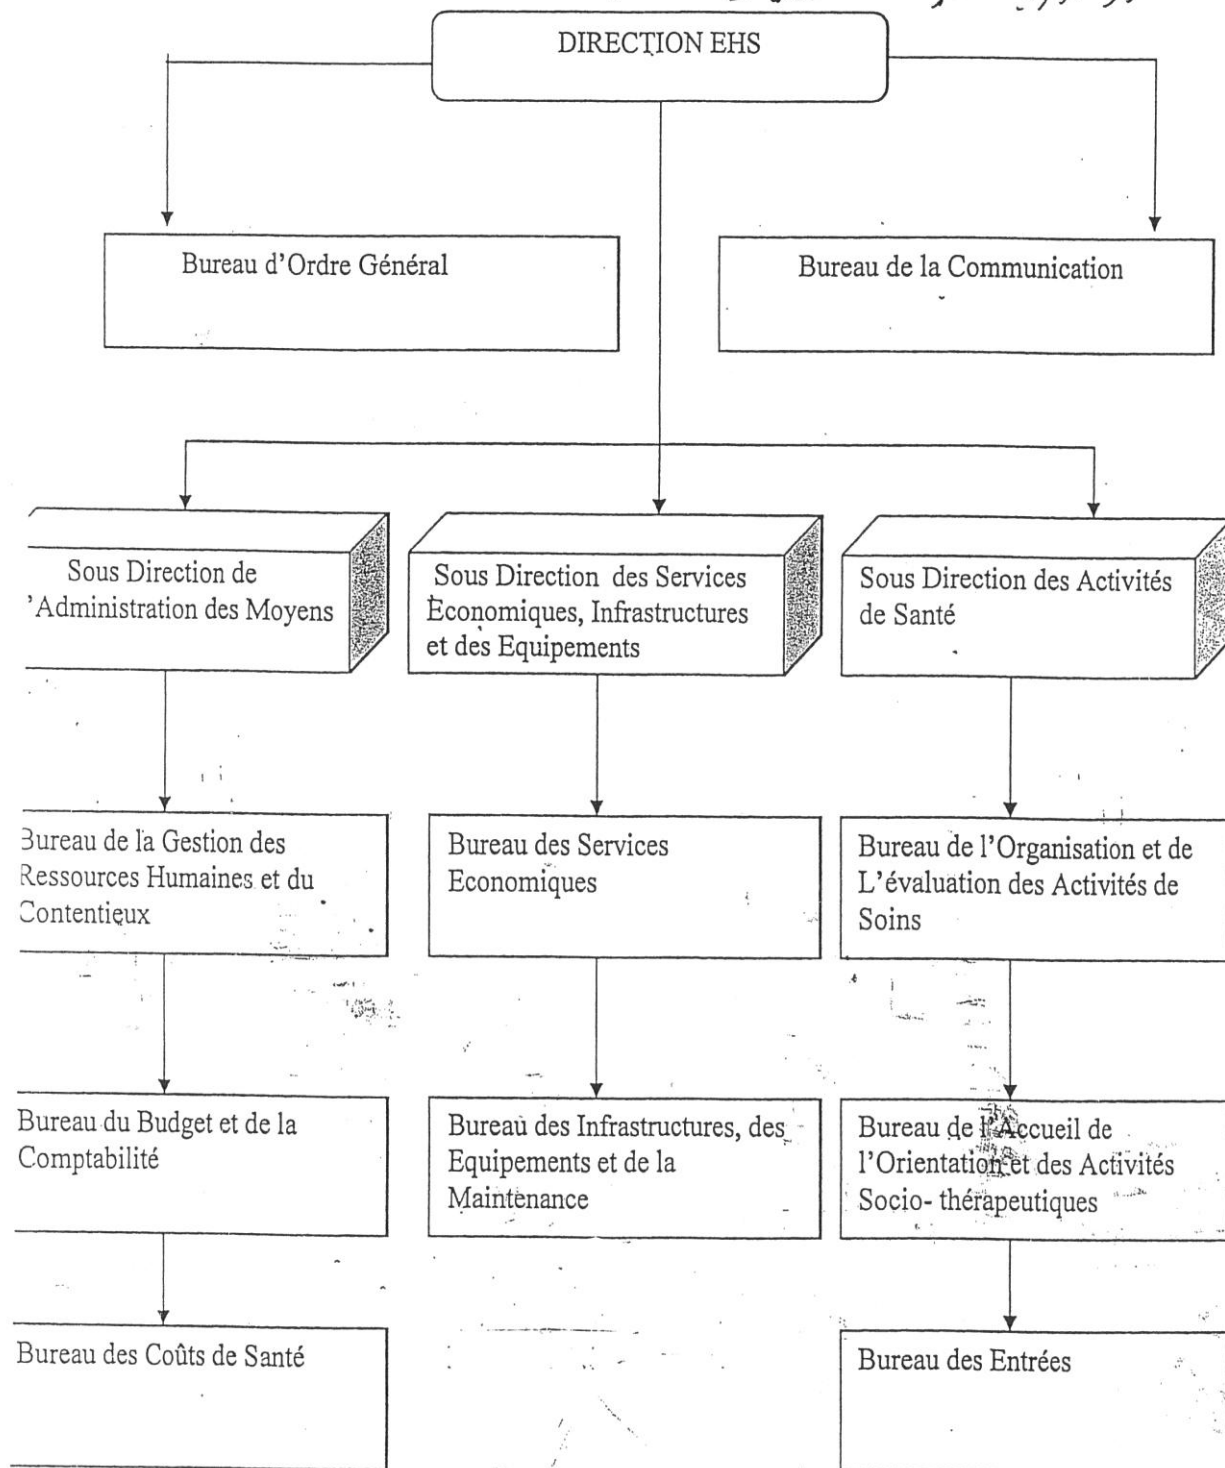 DIRECTION EHS
Bureau d'Ordre Général
Bureau de la Communication
Sous Direction de
'Administration des Moyens
Sous Direction des Services
Economiques, Infrastructures
et des Equipements
Sous Direction des Activités
de Santé
Bureau de la Gestion des
Ressources Humaines et du
Contentieux
Bureau des Services
Economiques
Bureau de l'Organisation et de
L'évaluation des Activités de
Soins
Bureau du Budget et de la
Comptabilité
Bureau des Infrastructures, des
Equipements et de la
Maintenance
Bureau de l'Accueil de
l'Orientation et des Activités
Socio- thérapeutiques
Bureau des Coûts de Santé
Bureau des Entrées